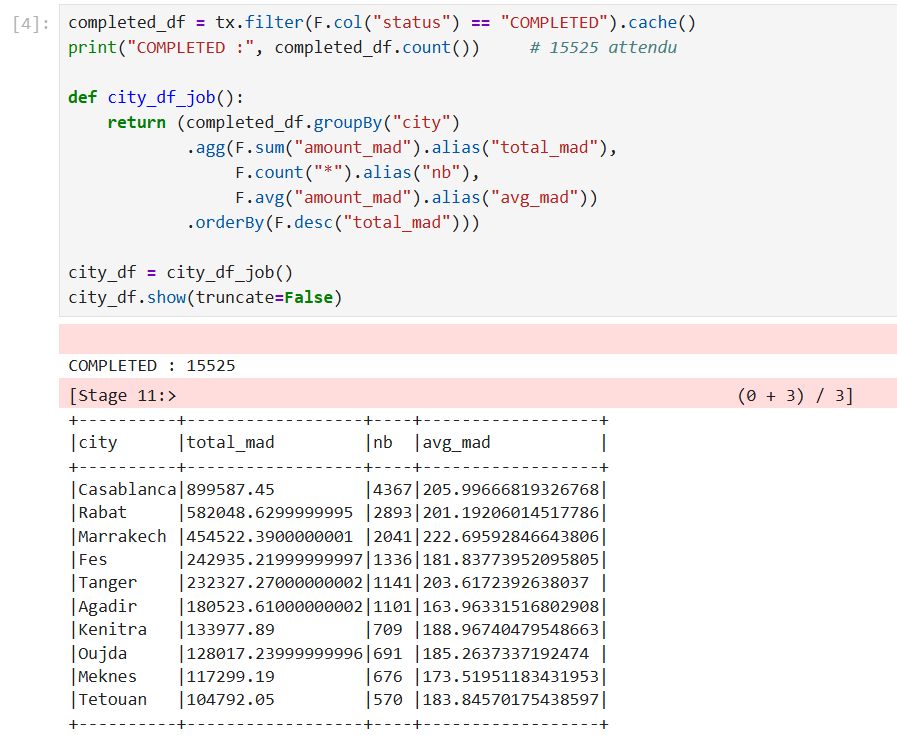 [4]: completed_df = tx.filter(F.col("status") == "COMPLETED").cache()
print("COMPLETED :", completed_df.count())     # 15525 attendu

def city_df_job():
    return (completed_df.groupBy("city")
            .agg(F.sum("amount_mad").alias("total_mad"),
                 F.count("*").alias("nb"),
                 F.avg("amount_mad").alias("avg_mad"))
            .orderBy(F.desc("total_mad")))

city_df = city_df_job()
city_df.show(truncate=False)

COMPLETED : 15525
[Stage 11:>                                                         (0 + 3) / 3]
+----------+------------------+----+------------------+
|city      |total_mad         |nb  |avg_mad           |
+----------+------------------+----+------------------+
|Casablanca|899587.45         |4367|205.99666819326768|
|Rabat     |582048.6299999995 |2893|201.19206014517786|
|Marrakech |454522.3900000001 |2041|222.69592846643806|
|Fes       |242935.21999999997|1336|181.83773952095805|
|Tanger    |232327.27000000002|1141|203.6172392638037 |
|Agadir    |180523.61000000002|1101|163.96331516802908|
|Kenitra   |133977.89         |709 |188.96740479548663|
|Oujda     |128017.23999999996|691 |185.2637337192474 |
|Meknes    |117299.19         |676 |173.51951183431953|
|Tetouan   |104792.05         |570 |183.84570175438597|
+----------+------------------+----+------------------+